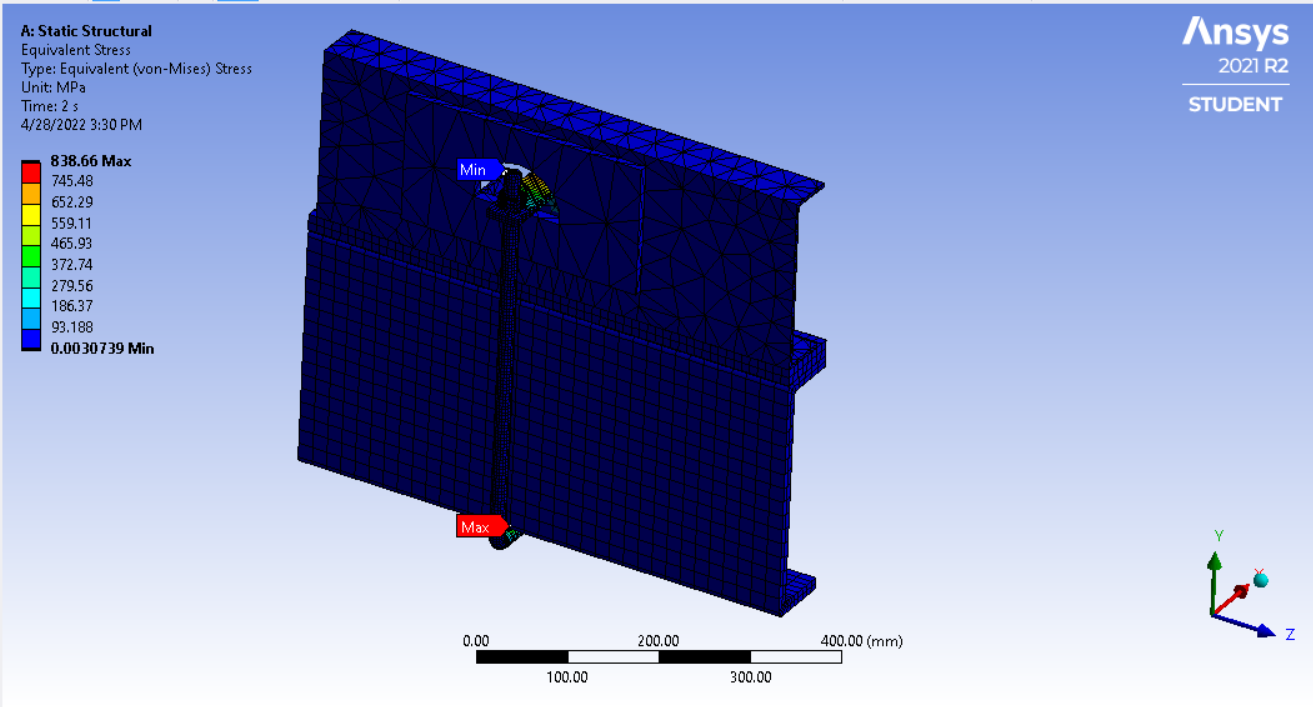 A: Static Structural
Equivalent Stress
Type: Equivalent (von-Mises) Stress
Unit: MPa
Time: 2 s
4/28/2022 3:30 PM
838.66 Max
745.48
652.29
559.11
465.93
372.74
279.56
186.37
93.188
0.0030739 Min
Ansys
2021 R2
STUDENT
Min
Max
0.00 200.00 400.00 (mm)
100.00 300.00
Y
X
Z